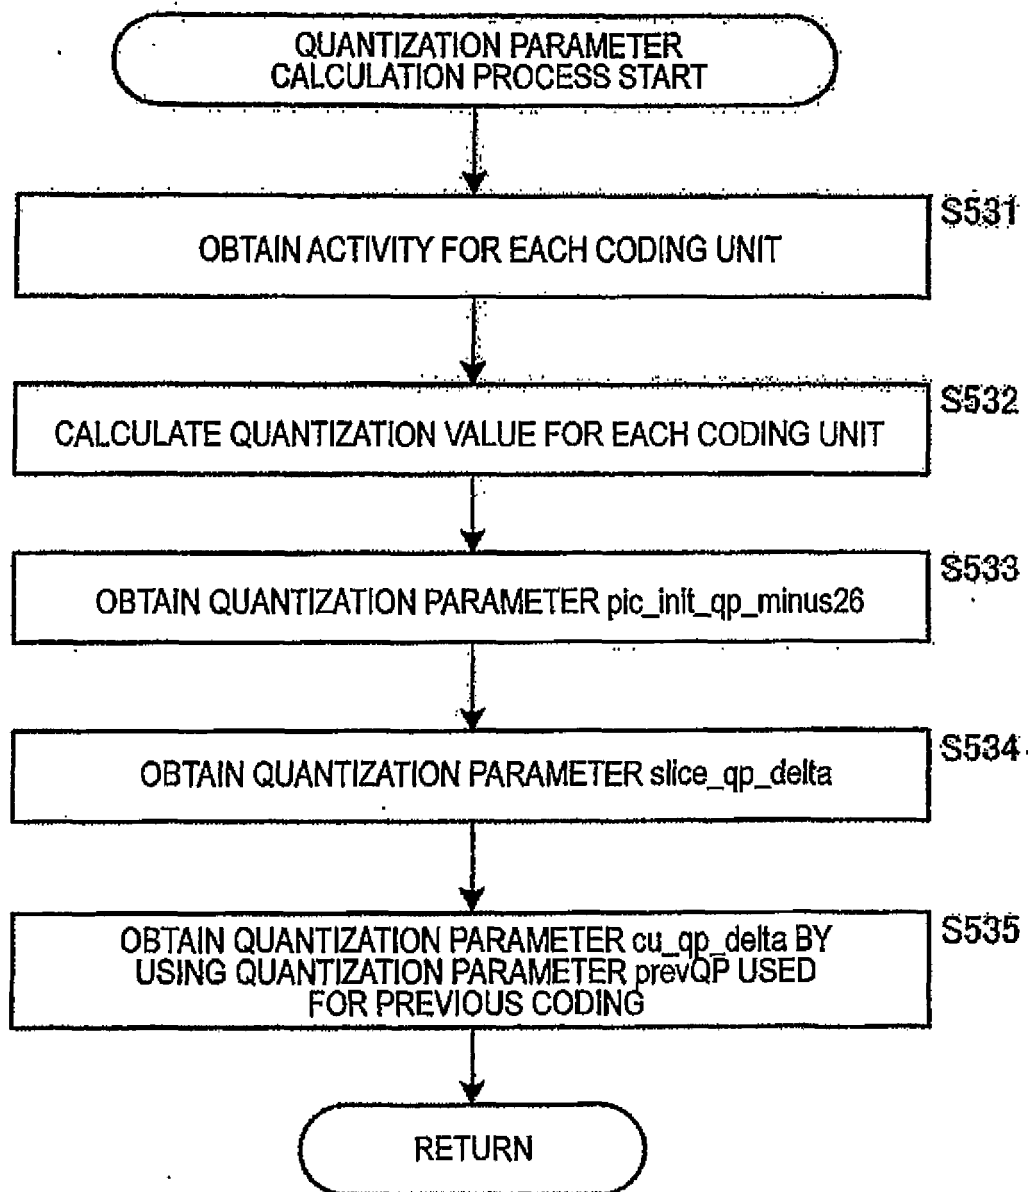 QUANTIZATION PARAMETER
CALCULATION PROCESS START
S531
OBTAIN ACTIVITY FOR EACH CODING UNIT
S532
CALCULATE QUANTIZATION VALUE FOR EACH CODING UNIT
S533
OBTAIN QUANTIZATION PARAMETER pic_init_qp_minus26
S534
OBTAIN QUANTIZATION PARAMETER slice_qp_delta
S535
OBTAIN QUANTIZATION PARAMETER cu_qp_delta BY
USING QUANTIZATION PARAMETER prevQP USED
FOR PREVIOUS CODING
RETURN